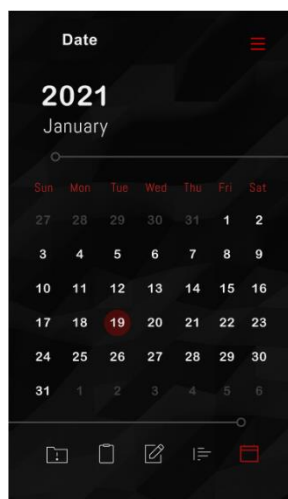 Date
2021
January
Sun Mon Tue Wed Thu Fri Sat
27 28 29 30 31 1 2
3 4 5 6 7 8 9
10 11 12 13 14 15 16
17 18 19 20 21 22 23
24 25 26 27 28 29 30
31 1 2 3 4 5 6